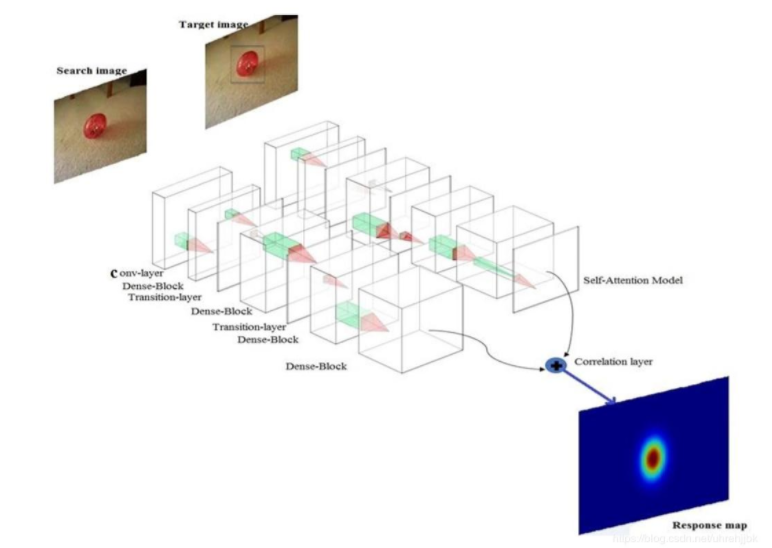 Target image
Search image
Conv-layer
Dense-Block
Transition-layer
Dense-Block
Transition-layer
Dense-Block
Dense-Block
Self-Attention Model
Correlation layer
Response map